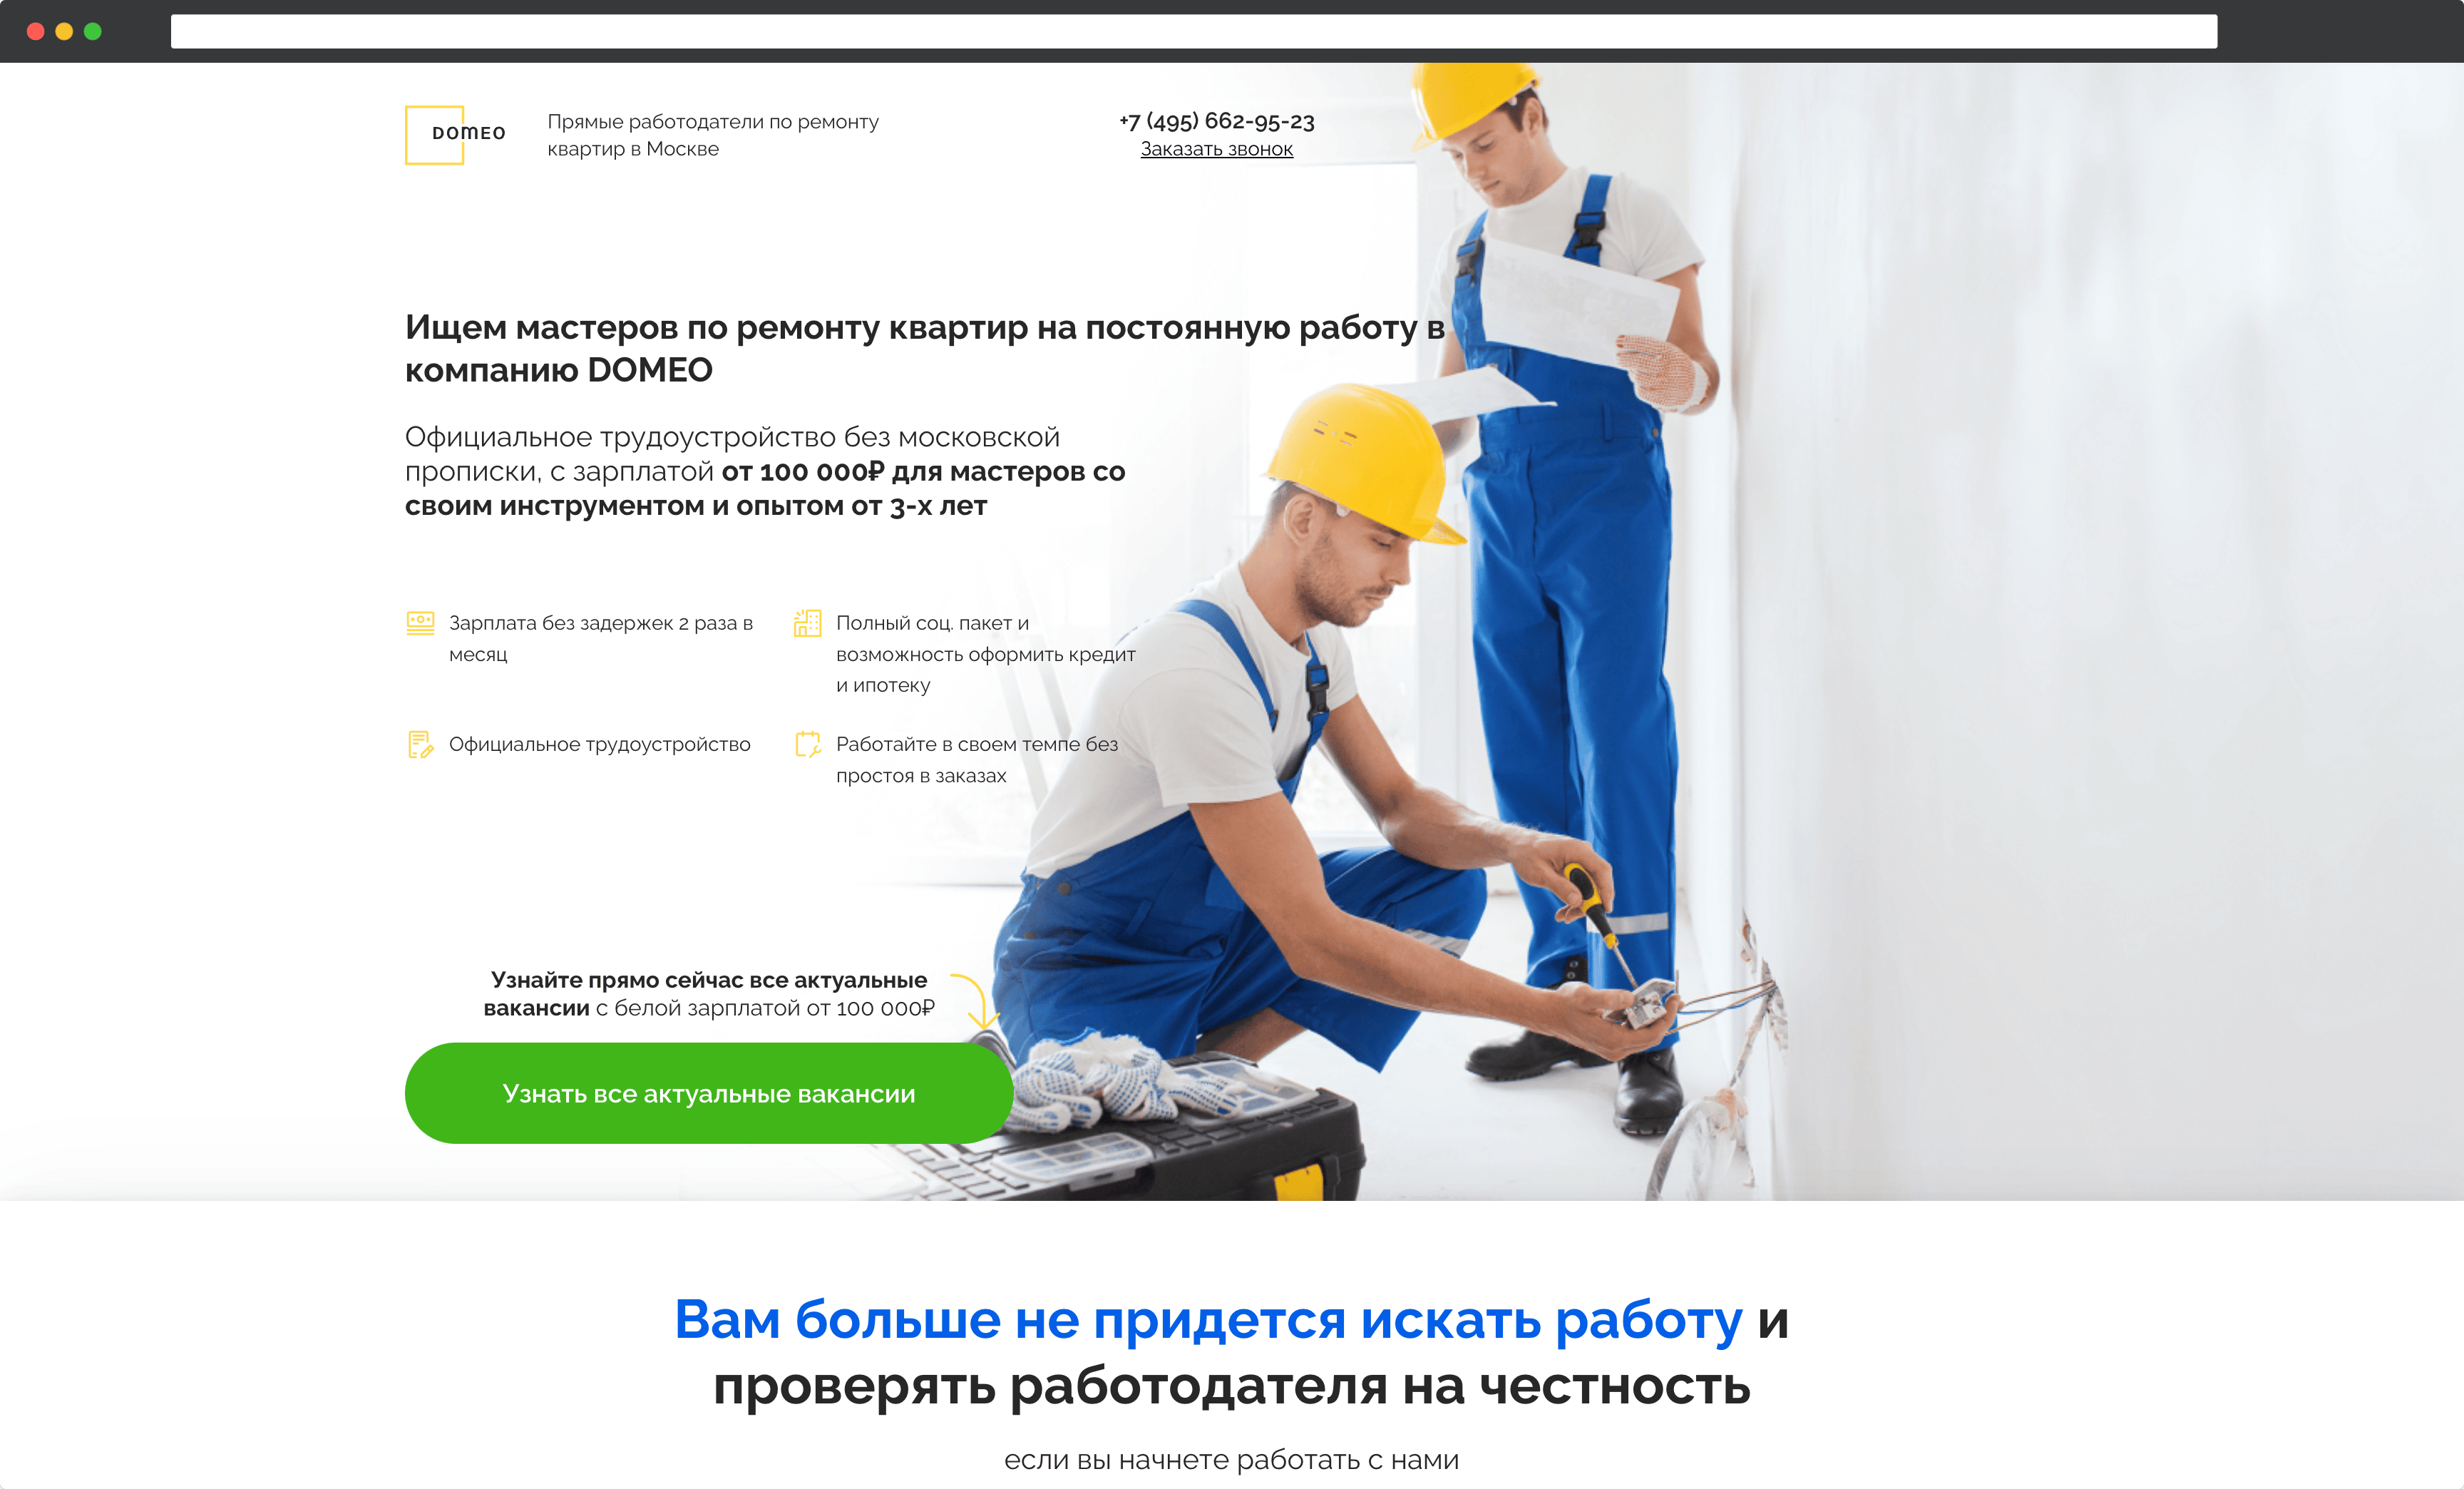 DOMEO
Прямые работодатели по ремонту
квартир в Москве
+7 (495) 662-95-23
Заказать звонок
Ищем мастеров по ремонту квартир на постоянную работу в
компанию DOMEO
Официальное трудоустройство без московской
прописки, с зарплатой от 100 000₽ для мастеров со
своим инструментом и опытом от 3-х лет
Зарплата без задержек 2 раза в
месяц
Полный соц. пакет и
возможность оформить кредит
и ипотеку
Официальное трудоустройство
Работайте в своем темпе без
простоя в заказах
Узнайте прямо сейчас все актуальные
вакансии с белой зарплатой от 100 000₽
Узнать все актуальные вакансии
Вам больше не придется искать работу и
проверять работодателя на честность
если вы начнете работать с нами